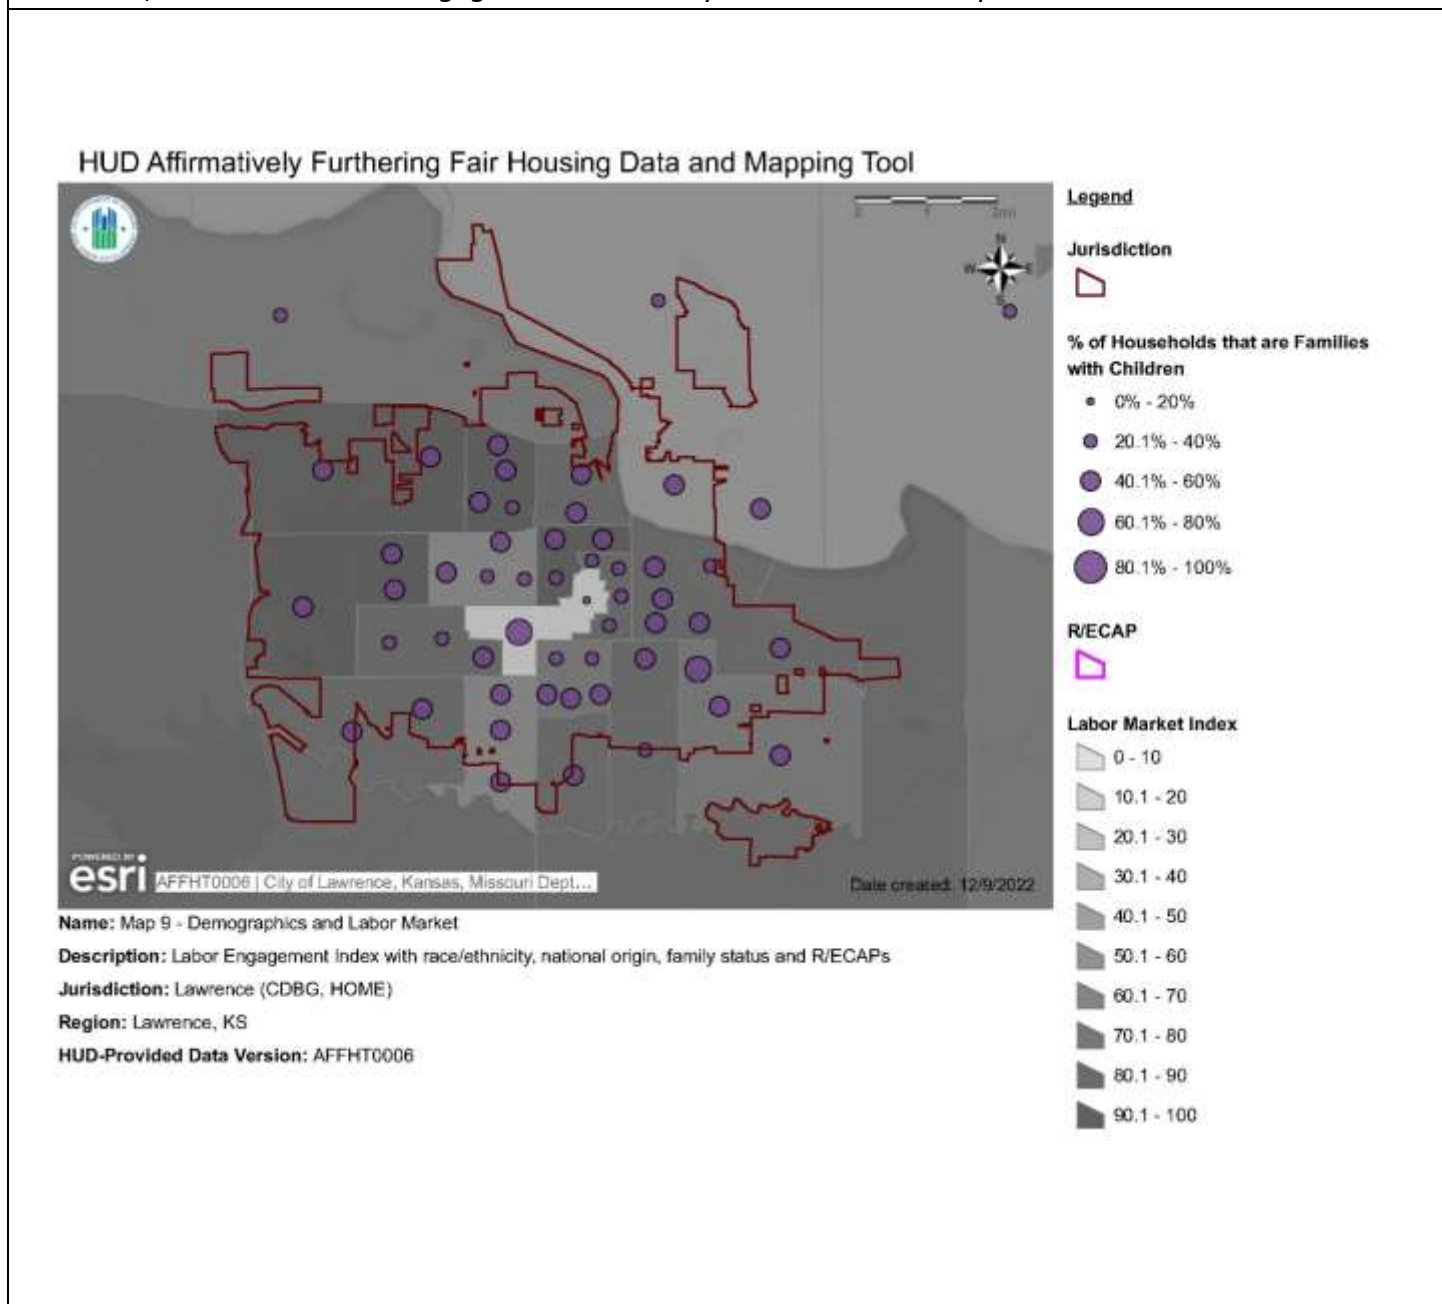 HUD Affirmatively Furthering Fair Housing Data and Mapping Tool
0 1 2mi
N
W E
S
POWERED BY
esri
AFFHT0006 | City of Lawrence, Kansas, Missouri Dept...
Date created: 12/9/2022
Legend
Jurisdiction
% of Households that are Families
with Children
0% - 20%
20.1% - 40%
40.1% - 60%
60.1% - 80%
80.1% - 100%
R/ECAP
Labor Market Index
0 - 10
10.1 - 20
20.1 - 30
30.1 - 40
40.1 - 50
50.1 - 60
60.1 - 70
70.1 - 80
80.1 - 90
90.1 - 100
Name: Map 9 - Demographics and Labor Market
Description: Labor Engagement Index with race/ethnicity, national origin, family status and R/ECAPs
Jurisdiction: Lawrence (CDBG, HOME)
Region: Lawrence, KS
HUD-Provided Data Version: AFFHT0006